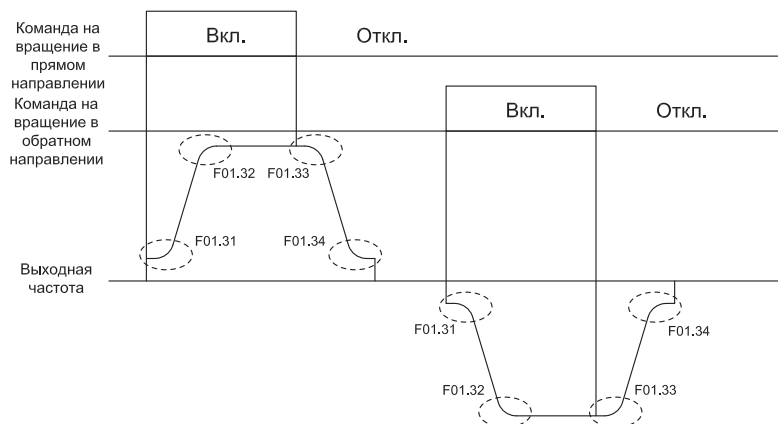 Команда на
вращение в
прямом
направлении
Вкл.
Откл.
Команда на
вращение в
обратном
направлении
Вкл.
Откл.
F01.32
F01.33
F01.31
F01.34
Выходная
частота
F01.31
F01.34
F01.32
F01.33